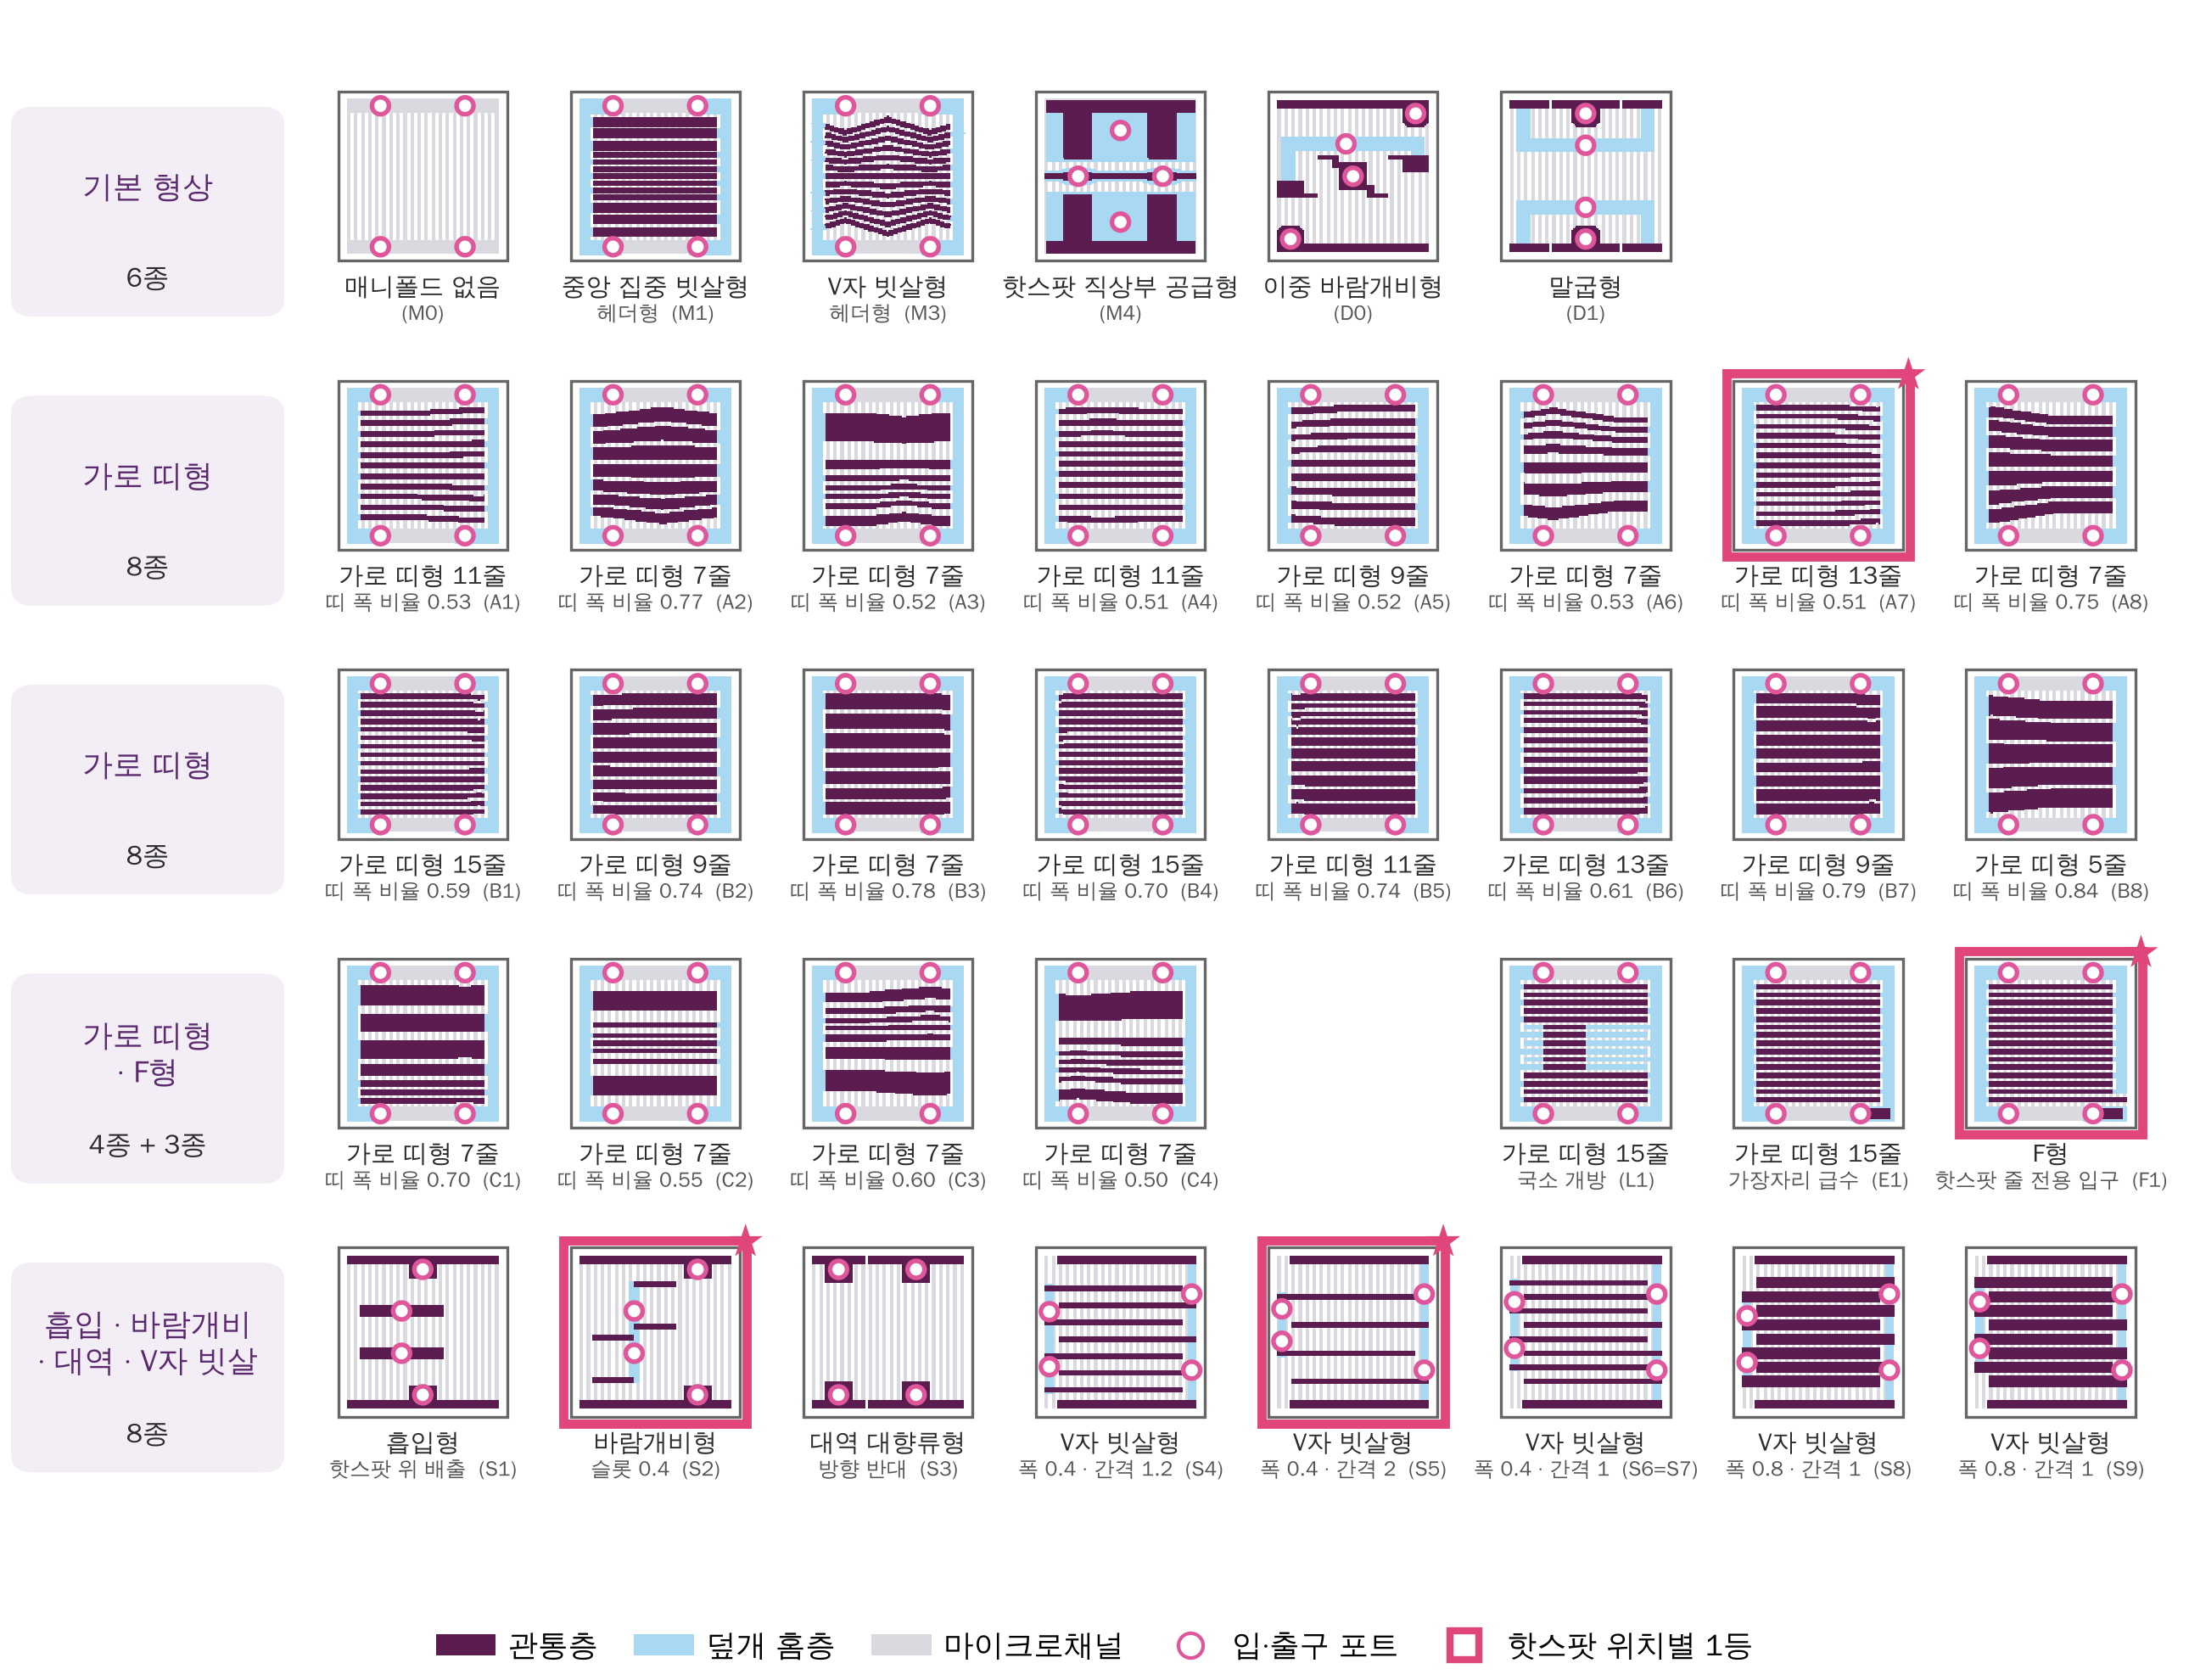 기본 형상
6종
매니폴드 없음
(M0)
중앙 집중 빗살형
헤더형 (M1)
V자 빗살형
헤더형 (M3)
핫스팟 직상부 공급형
(M4)
이중 바람개비형
(D0)
말굽형
(D1)
가로 띠형
8종
가로 띠형 11줄
띠 폭 비율 0.53 (A1)
가로 띠형 7줄
띠 폭 비율 0.77 (A2)
가로 띠형 7줄
띠 폭 비율 0.52 (A3)
가로 띠형 11줄
띠 폭 비율 0.51 (A4)
가로 띠형 9줄
띠 폭 비율 0.52 (A5)
가로 띠형 7줄
띠 폭 비율 0.53 (A6)
가로 띠형 13줄
띠 폭 비율 0.51 (A7)
가로 띠형 7줄
띠 폭 비율 0.75 (A8)
가로 띠형
8종
가로 띠형 15줄
띠 폭 비율 0.59 (B1)
가로 띠형 9줄
띠 폭 비율 0.74 (B2)
가로 띠형 7줄
띠 폭 비율 0.78 (B3)
가로 띠형 15줄
띠 폭 비율 0.70 (B4)
가로 띠형 11줄
띠 폭 비율 0.74 (B5)
가로 띠형 13줄
띠 폭 비율 0.61 (B6)
가로 띠형 9줄
띠 폭 비율 0.79 (B7)
가로 띠형 5줄
띠 폭 비율 0.84 (B8)
가로 띠형
· F형
4종 + 3종
가로 띠형 7줄
띠 폭 비율 0.70 (C1)
가로 띠형 7줄
띠 폭 비율 0.55 (C2)
가로 띠형 7줄
띠 폭 비율 0.60 (C3)
가로 띠형 7줄
띠 폭 비율 0.50 (C4)
가로 띠형 15줄
국소 개방 (L1)
가로 띠형 15줄
가장자리 급수 (E1)
F형
핫스팟 줄 전용 입구 (F1)
흡입 · 바람개비
· 대역 · V자 빗살
8종
흡입형
핫스팟 위 배출 (S1)
바람개비형
슬롯 0.4 (S2)
대역 대향류형
방향 반대 (S3)
V자 빗살형
폭 0.4 · 간격 1.2 (S4)
V자 빗살형
폭 0.4 · 간격 2 (S5)
V자 빗살형
폭 0.4 · 간격 1 (S6=S7)
V자 빗살형
폭 0.8 · 간격 1 (S8)
V자 빗살형
폭 0.8 · 간격 1 (S9)
관통층
덮개 홈층
마이크로채널
입·출구 포트
핫스팟 위치별 1등